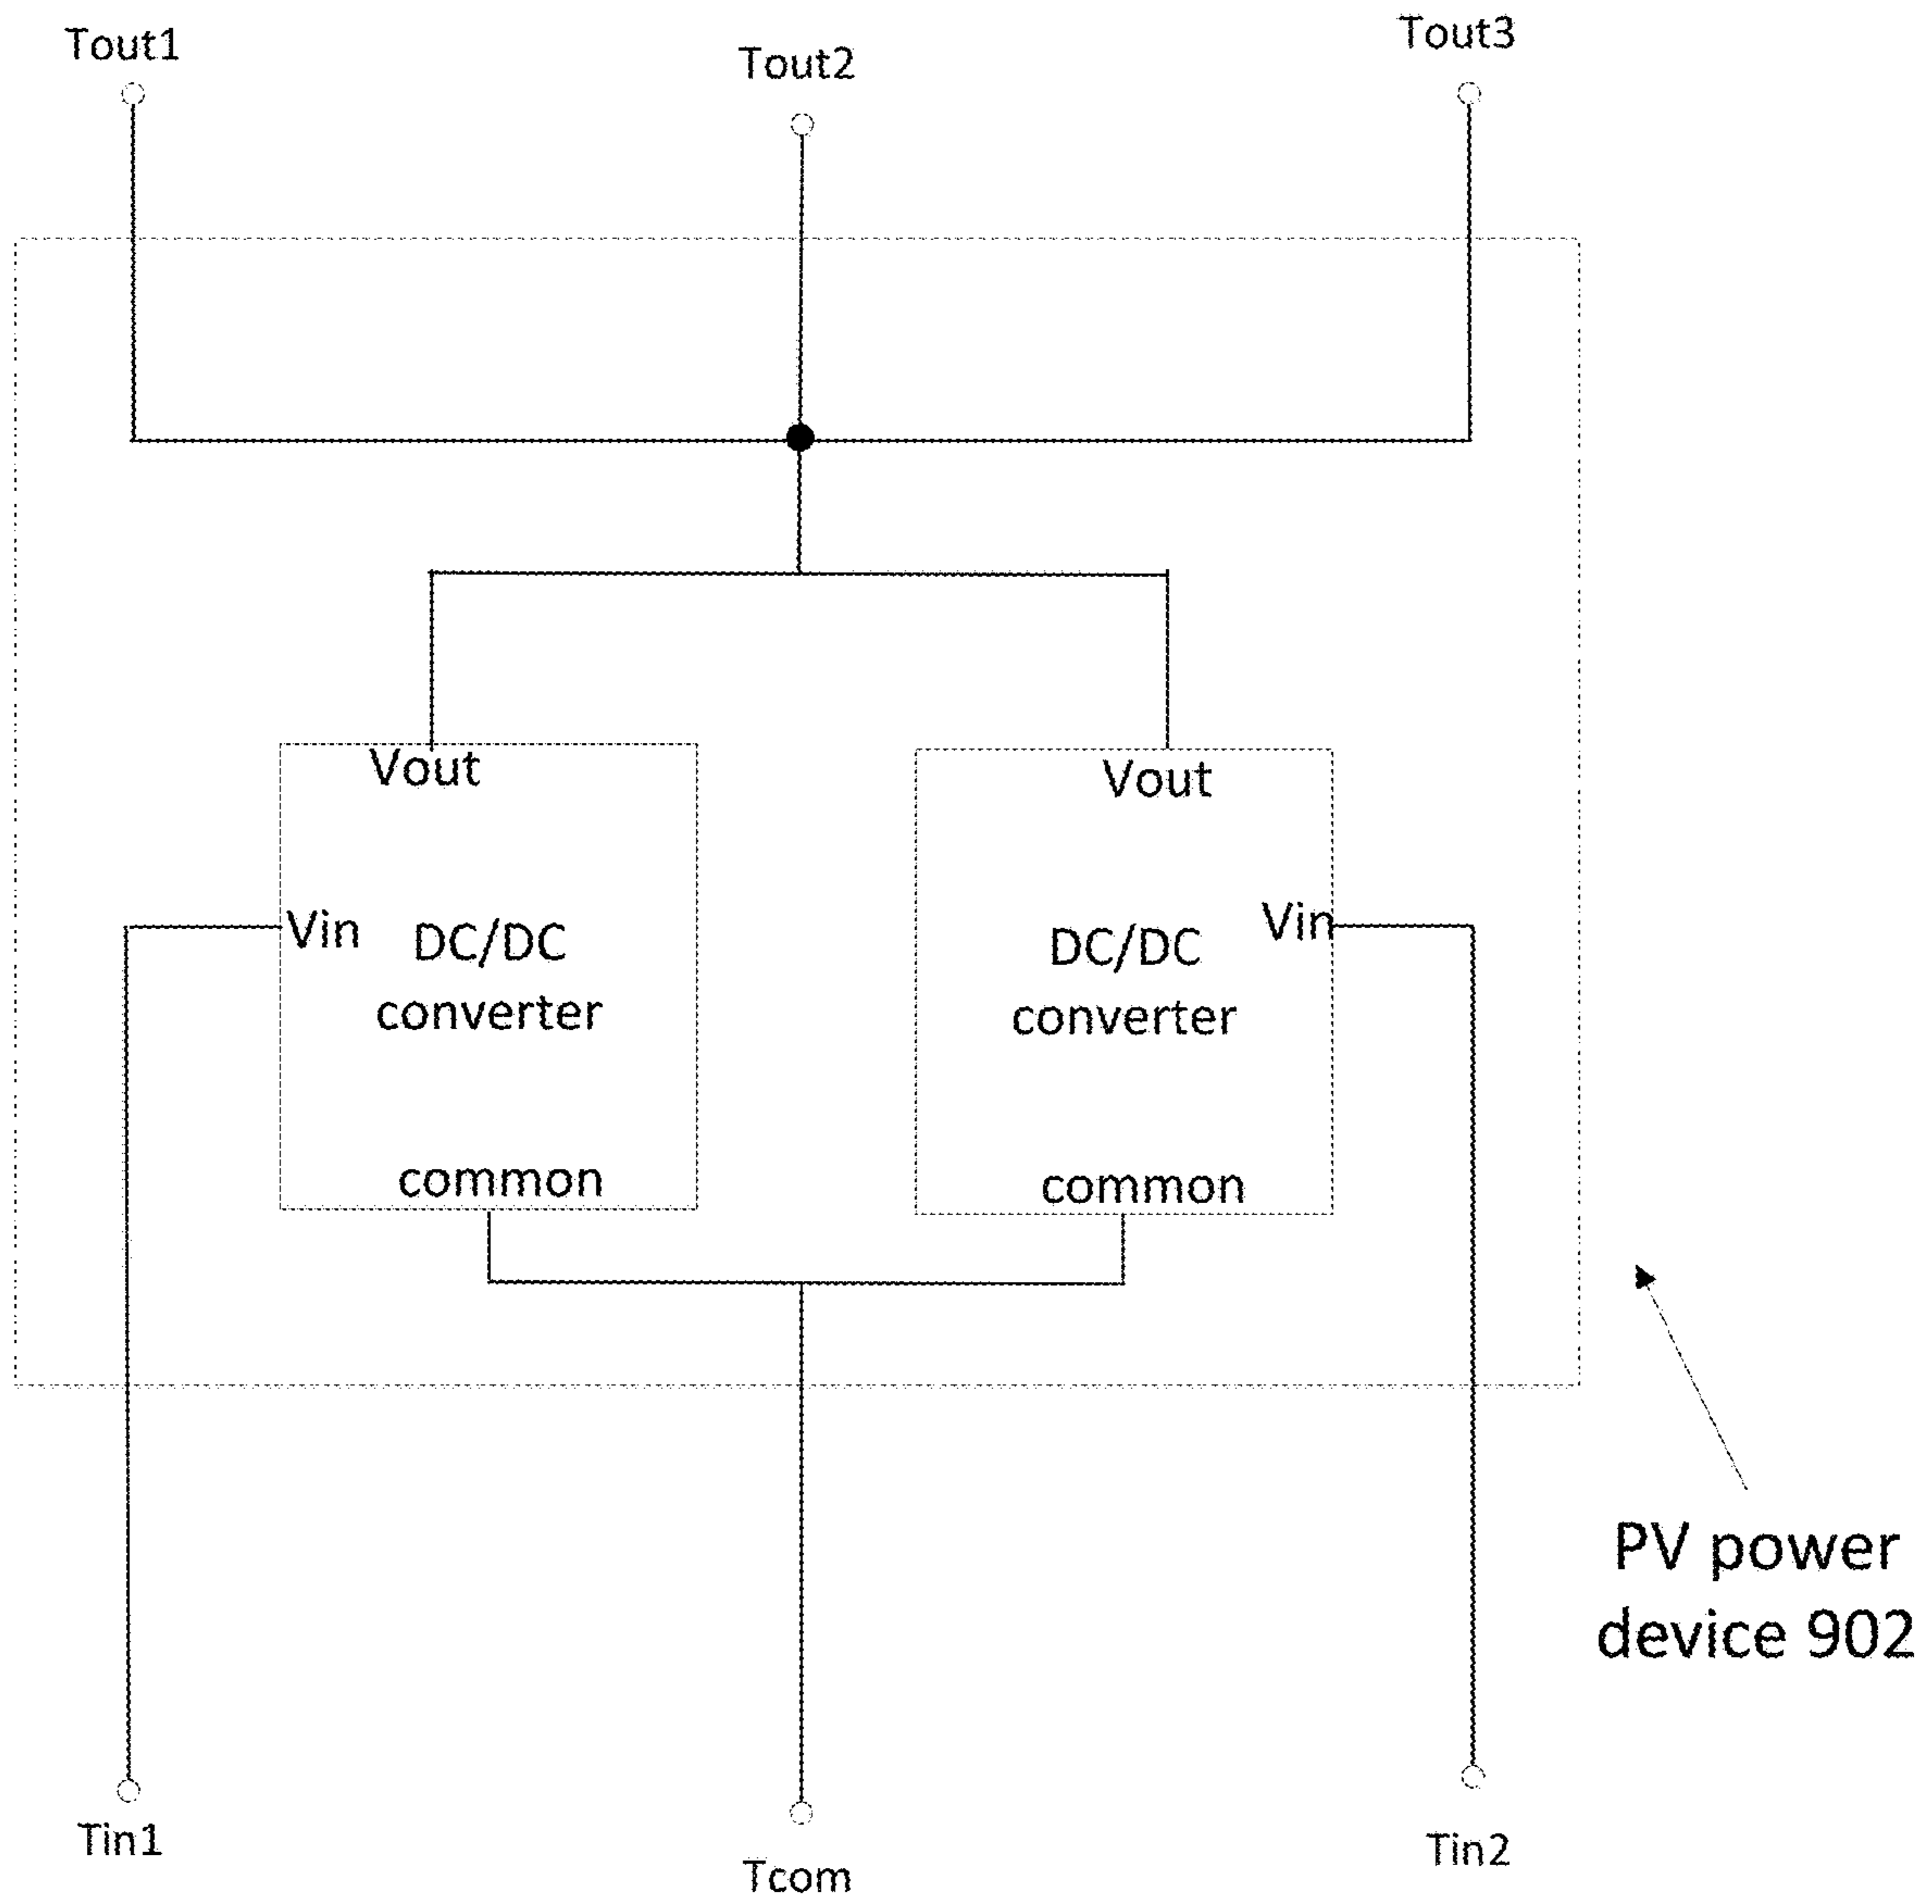 Tout1
Tout2
Tout3
Vout
Vout
Vin
DC/DC
converter
DC/DC
converter
Vin
common
common
PV power
device 902
Tin1
Tcom
Tin2